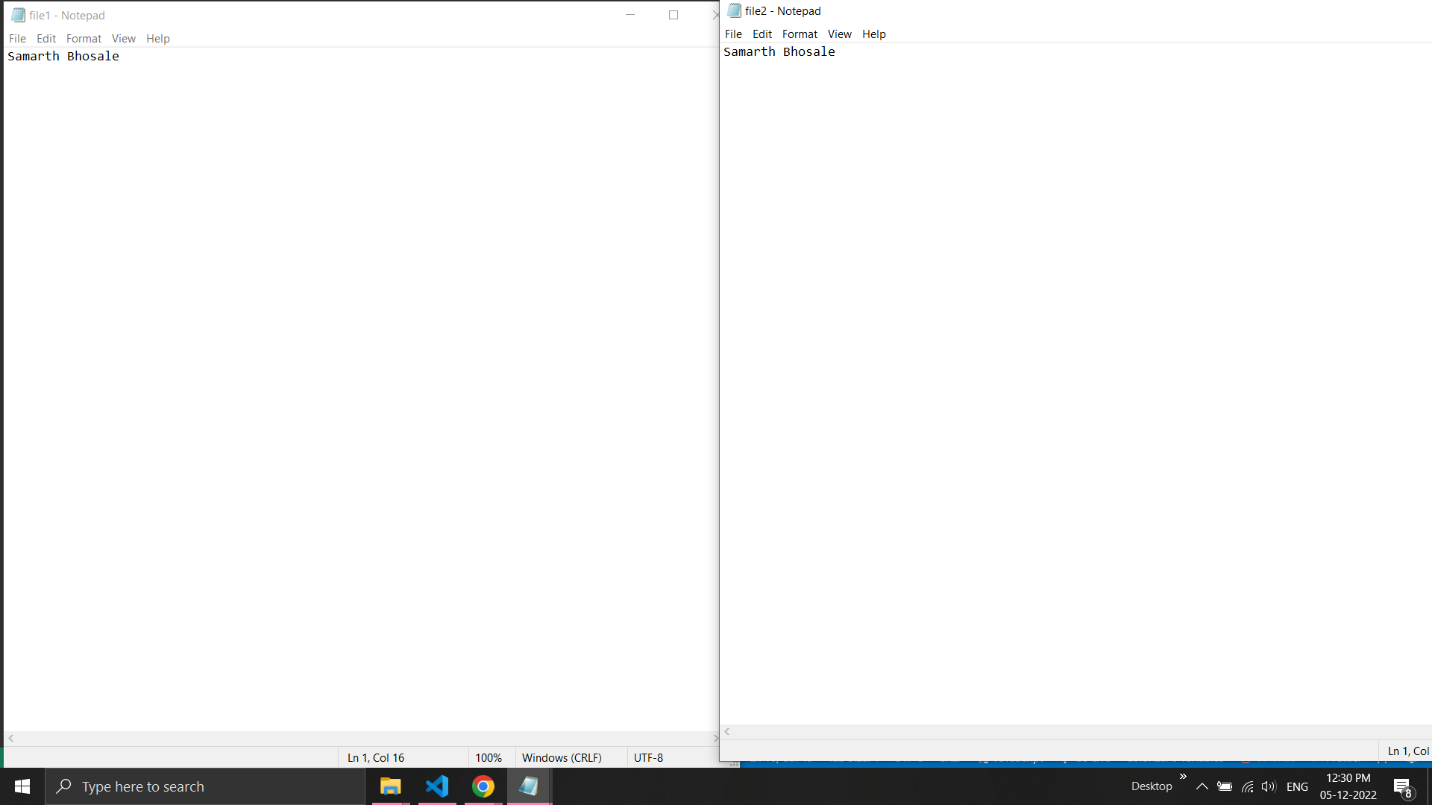 file1 - Notepad
File Edit Format View Help
Samarth Bhosale
Ln 1, Col 16 100% Windows (CRLF) UTF-8
file2 - Notepad
File Edit Format View Help
Samarth Bhosale
Ln 1, Col
Type here to search
Desktop
ENG
12:30 PM
05-12-2022
8